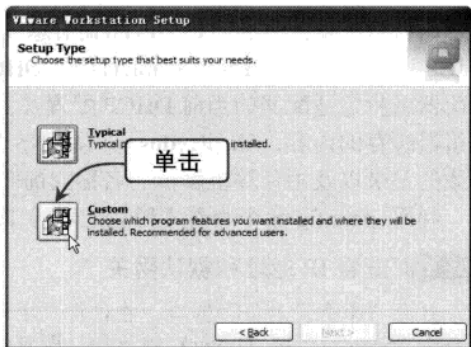 VMware Workstation Setup
Setup Type
Choose the setup type that best suits your needs.
Typical
Typical p
nstalled.
单击
Custom
Choose which program features you want installed and where they will be
installed. Recommended for advanced users.
< Back
Next >
Cancel